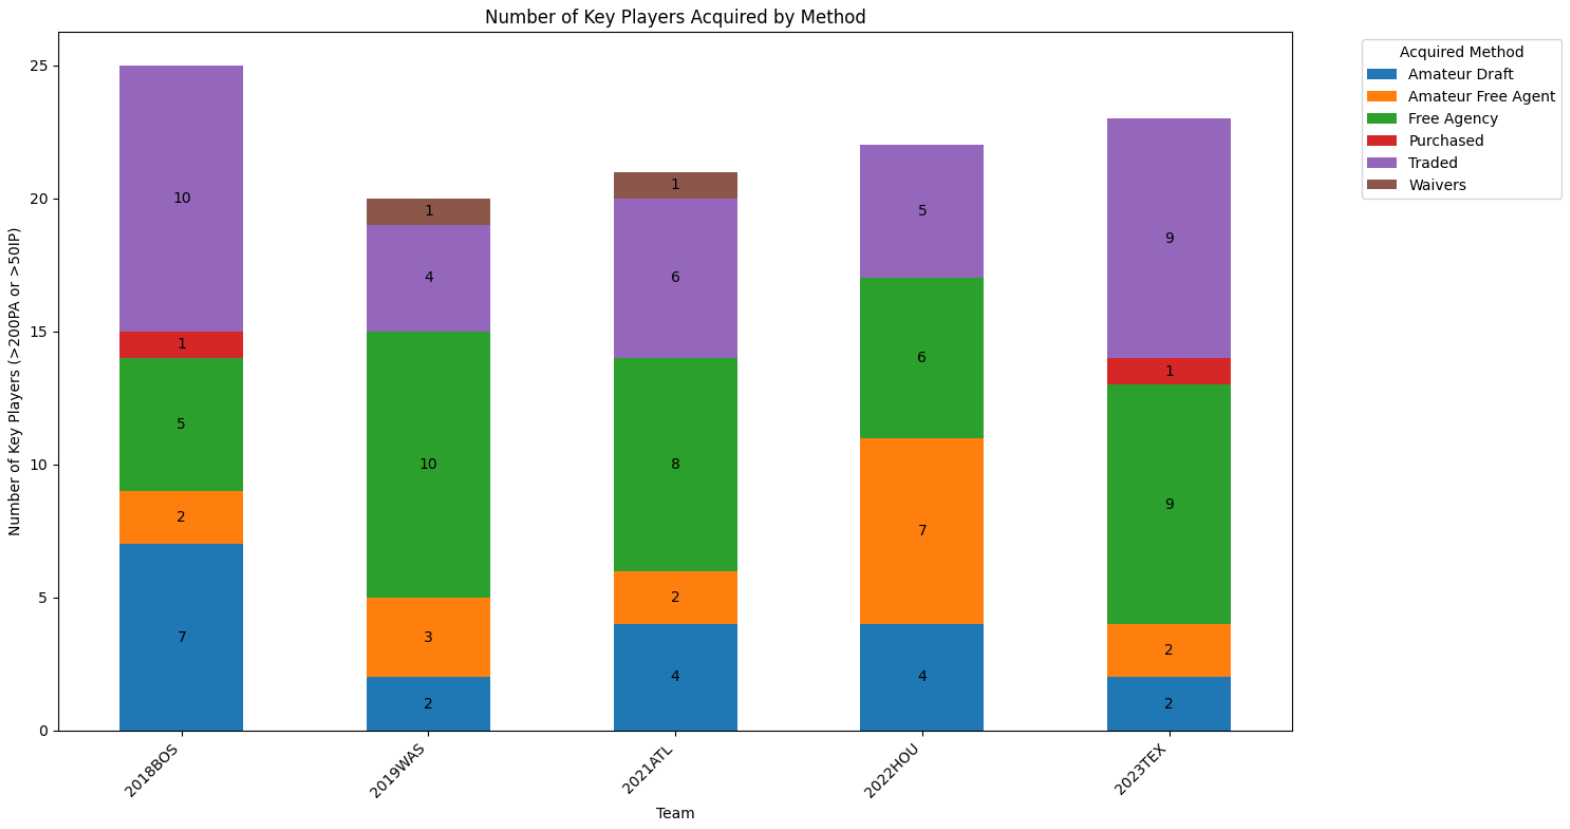 Number of Key Players Acquired by Method
Number of Key Players (>200PA or >50IP)
25
20
15
10
5
0
10
1
5
2
7
1
4
10
3
2
1
6
8
2
4
5
6
7
4
9
1
9
2
2
2018BOS
2019WAS
2021ATL
2022HOU
2023TEX
Team
Acquired Method
Amateur Draft
Amateur Free Agent
Free Agency
Purchased
Traded
Waivers